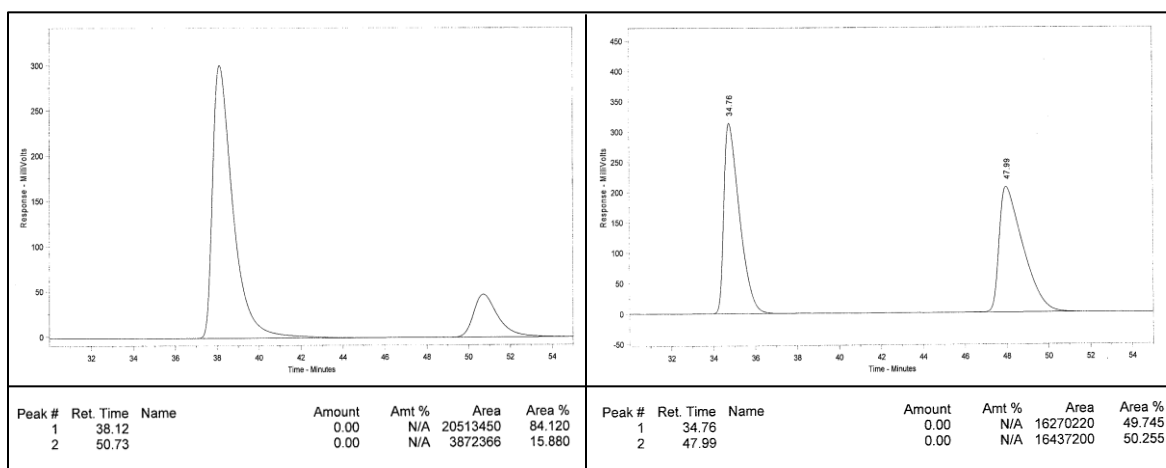 Response - MilliVolts
300
250
200
150
100
50
0
32 34 36 38 40 42 44 46 48 50 52 54
Time - Minutes
Peak # Ret. Time Name Amount Amt % Area Area %
1 38.12 0.00 N/A 20513450 84.120
2 50.73 0.00 N/A 3872366 15.880
Response - MilliVolts
450
400
350
300
250
200
150
100
50
0
-50
34.76
47.99
32 34 36 38 40 42 44 46 48 50 52 54
Time - Minutes
Peak # Ret. Time Name Amount Amt % Area Area %
1 34.76 0.00 N/A 16270220 49.745
2 47.99 0.00 N/A 16437200 50.255